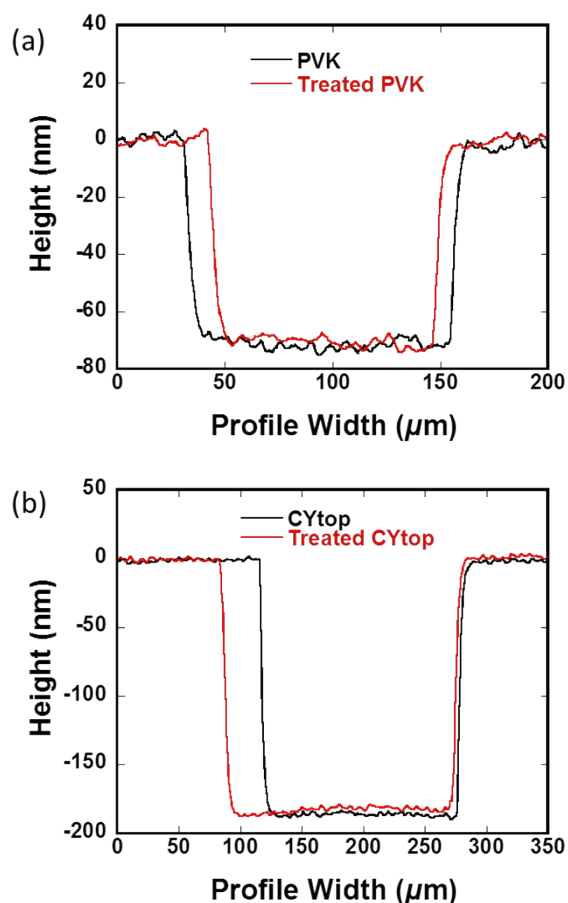 (a)
40
20
0
-20
-40
-60
-80
Height (nm)
PVK
Treated PVK
0 50 100 150 200
Profile Width (µm)
(b)
50
0
-50
-100
-150
-200
Height (nm)
CYtop
Treated CYtop
0 50 100 150 200 250 300 350
Profile Width (µm)